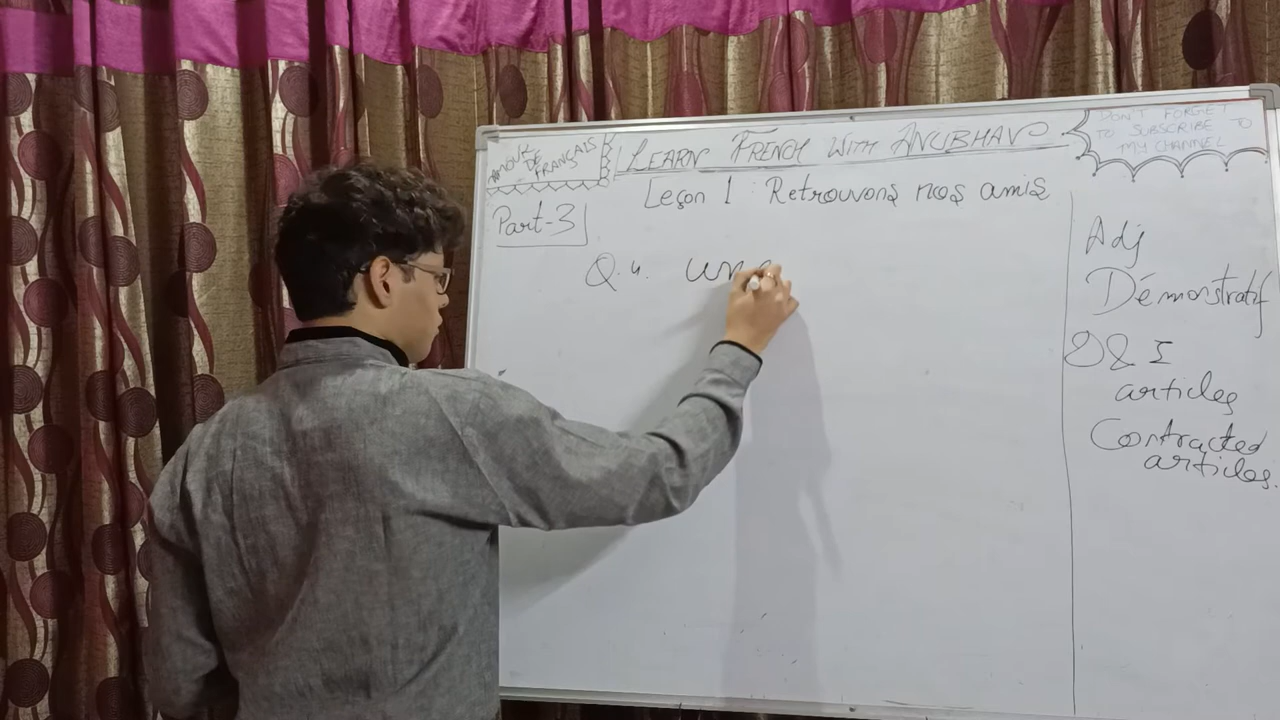 LEARN FRENCH WITH ANUBHAV
DE
FRANÇAIS
DON'T FORGET
TO SUBSCRIBE TO
MY CHANNEL
Leçon 1 : Retrouvons nos amis
Part-3
Q.4. une
Adj
Démonstratif
D & I
articles
Contracted
articles.